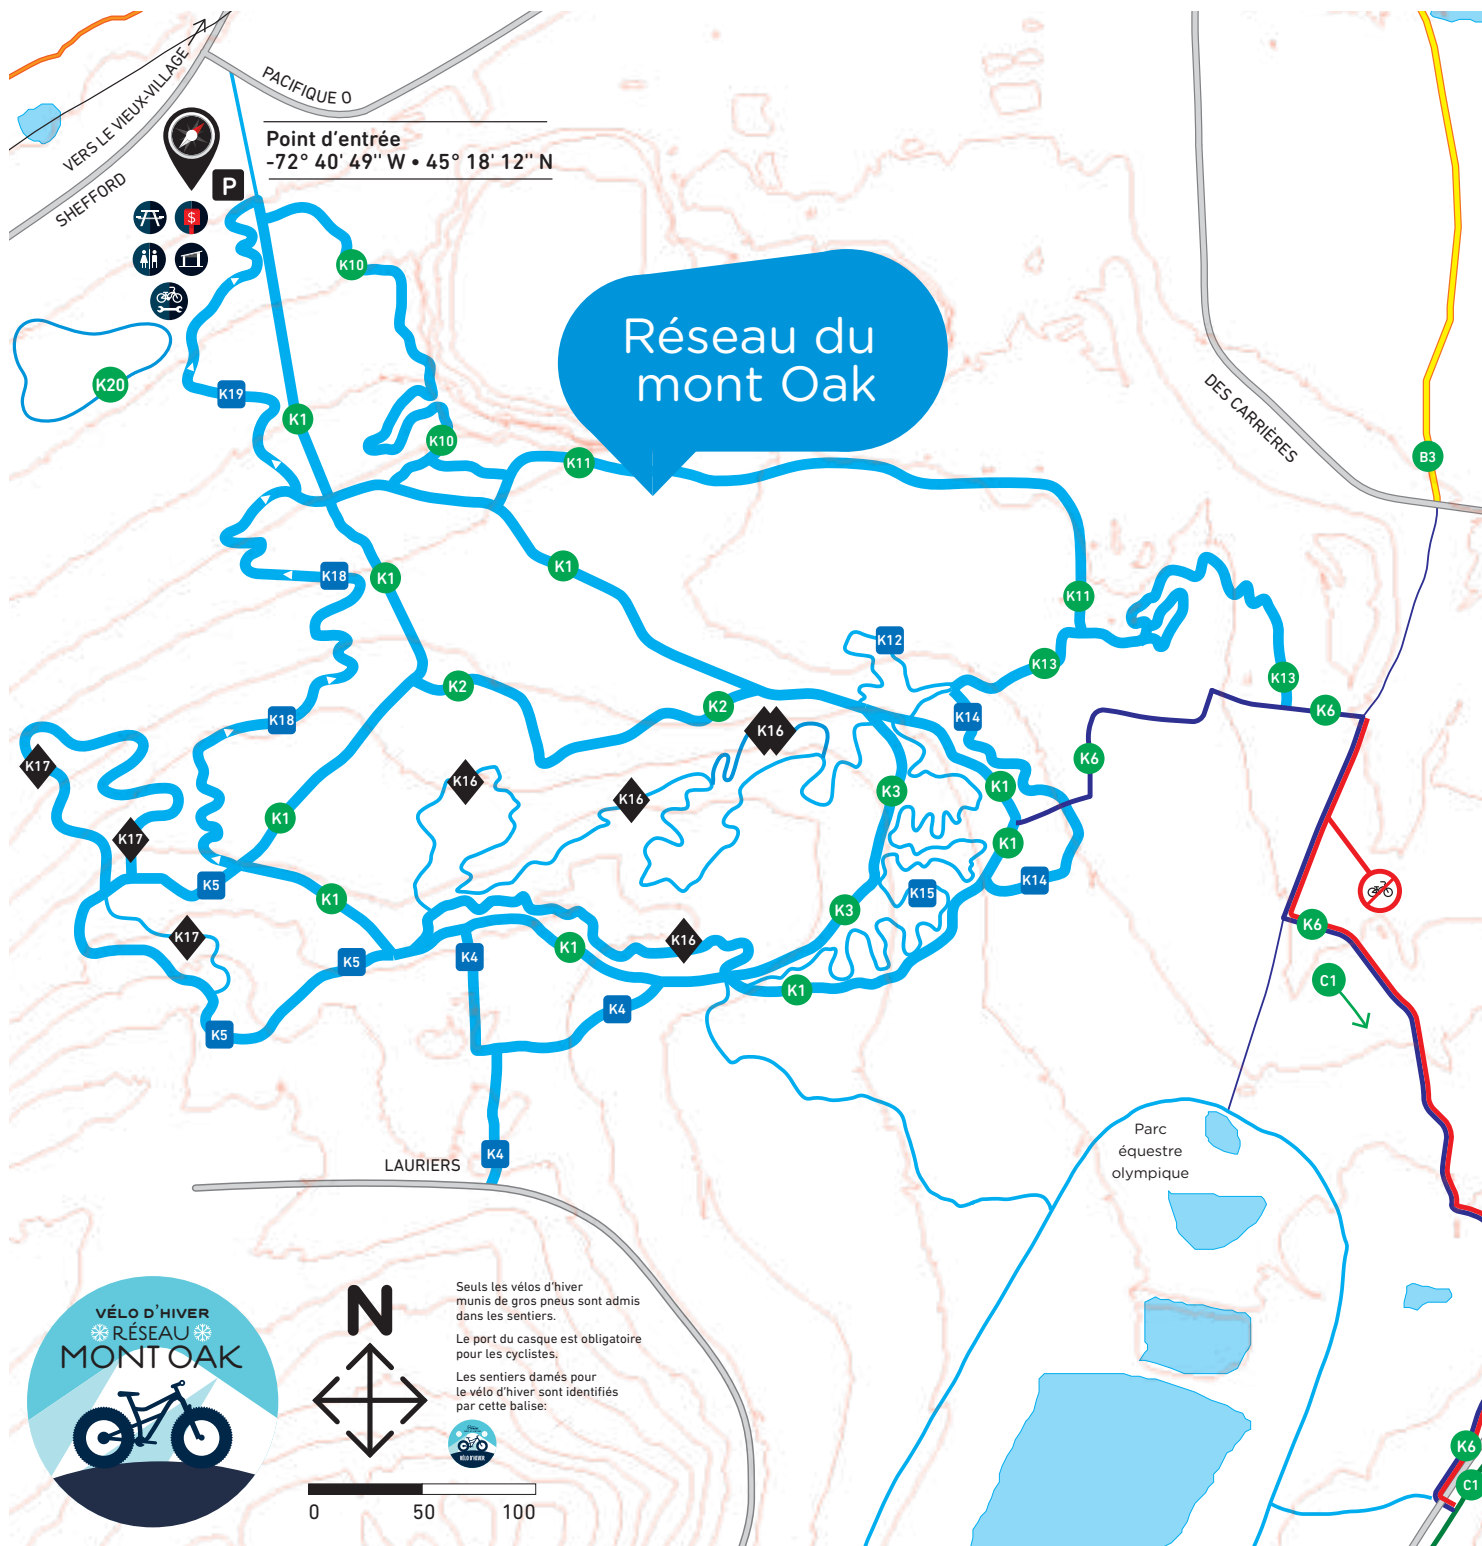 VERS LE VIEUX-VILLAGE
SHEFFORD
PACIFIQUE O
Point d'entrée
-72° 40' 49'' W • 45° 18' 12'' N
P
$
K10
K20
K19
K1
K10
Réseau du
mont Oak
K11
DES CARRIÈRES
B3
K18
K1
K1
K11
K12
K13
K13
K2
K2
K6
K14
K18
K16
K17
K16
K16
K6
K3
K1
K1
K17
K1
K5
K14
K15
K1
K3
K6
K17
K16
K1
K5
K4
C1
K1
K4
K5
K4
LAURIERS
Parc
équestre
olympique
VÉLO D'HIVER
RÉSEAU
MONT OAK
N
Seuls les vélos d'hiver
munis de gros pneus sont admis
dans les sentiers.
Le port du casque est obligatoire
pour les cyclistes.
Les sentiers damés pour
le vélo d'hiver sont identifiés
par cette balise:
VÉLO D'HIVER
0 50 100
K6
C1